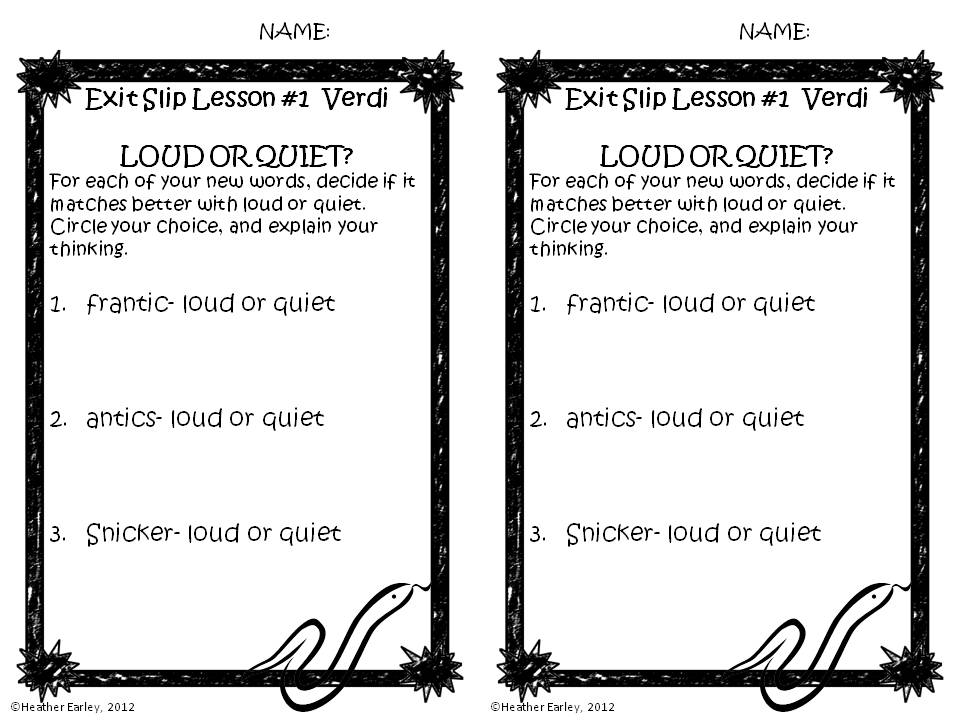 NAME:
Exit Slip Lesson #1 Verdi
LOUD OR QUIET?
For each of your new words, decide if it
matches better with loud or quiet.
Circle your choice, and explain your
thinking.
1. frantic- loud or quiet
2. antics- loud or quiet
3. Snicker- loud or quiet
©Heather Earley, 2012
NAME:
Exit Slip Lesson #1 Verdi
LOUD OR QUIET?
For each of your new words, decide if it
matches better with loud or quiet.
Circle your choice, and explain your
thinking.
1. frantic- loud or quiet
2. antics- loud or quiet
3. Snicker- loud or quiet
©Heather Earley, 2012